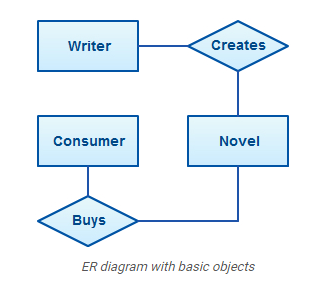 Writer
Creates
Consumer
Novel
Buys
ER diagram with basic objects